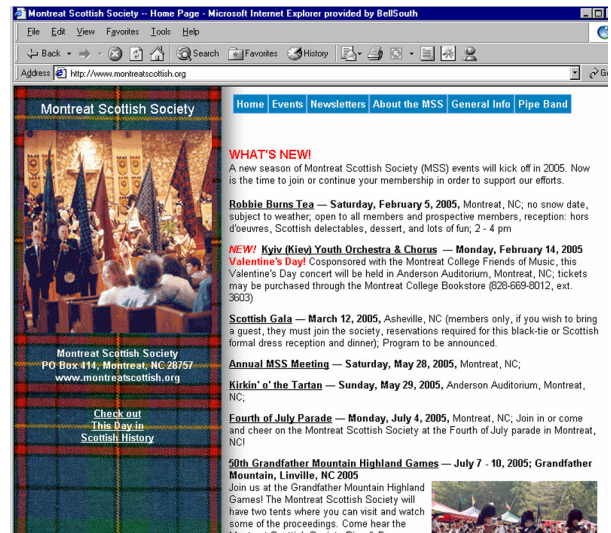 Montreat Scottish Society -- Home Page - Microsoft Internet Explorer provided by BellSouth
File Edit View Favorites Tools Help
Back Search Favorites History
Address http://www.montreatscottish.org
Montreat Scottish Society
PO Box 414, Montreat, NC 28757
www.montreatscottish.org
Check out
This Day in
Scottish History
Home Events Newsletters About the MSS General Info Pipe Band
WHAT'S NEW!
A new season of Montreat Scottish Society (MSS) events will kick off in 2005. Now
is the time to join or continue your membership in order to support our efforts.
Robbie Burns Tea — Saturday, February 5, 2005, Montreat, NC; no snow date,
subject to weather; open to all members and prospective members, reception: hors
d'oeuvres, Scottish delectables, dessert, and lots of fun; 2 - 4 pm
NEW! Kyiv (Kiev) Youth Orchestra & Chorus — Monday, February 14, 2005
Valentine's Day! Cosponsored with the Montreat College Friends of Music, this
Valentine's Day concert will be held in Anderson Auditorium, Montreat, NC; tickets
may be purchased through the Montreat College Bookstore (828-669-8012, ext.
3603)
Scottish Gala — March 12, 2005, Asheville, NC (members only, if you wish to bring
a guest, they must join the society, reservations required for this black-tie or Scottish
formal dress reception and dinner); Program to be announced.
Annual MSS Meeting — Saturday, May 28, 2005, Montreat, NC;
Kirkin' o' the Tartan — Sunday, May 29, 2005, Anderson Auditorium, Montreat,
NC;
Fourth of July Parade — Monday, July 4, 2005, Montreat, NC; Join in or come
and cheer on the Montreat Scottish Society at the Fourth of July parade in Montreat,
NC!
50th Grandfather Mountain Highland Games — July 7 - 10, 2005; Grandfather
Mountain, Linville, NC 2005
Join us at the Grandfather Mountain Highland
Games! The Montreat Scottish Society will
have two tents where you can visit and watch
some of the proceedings. Come hear the